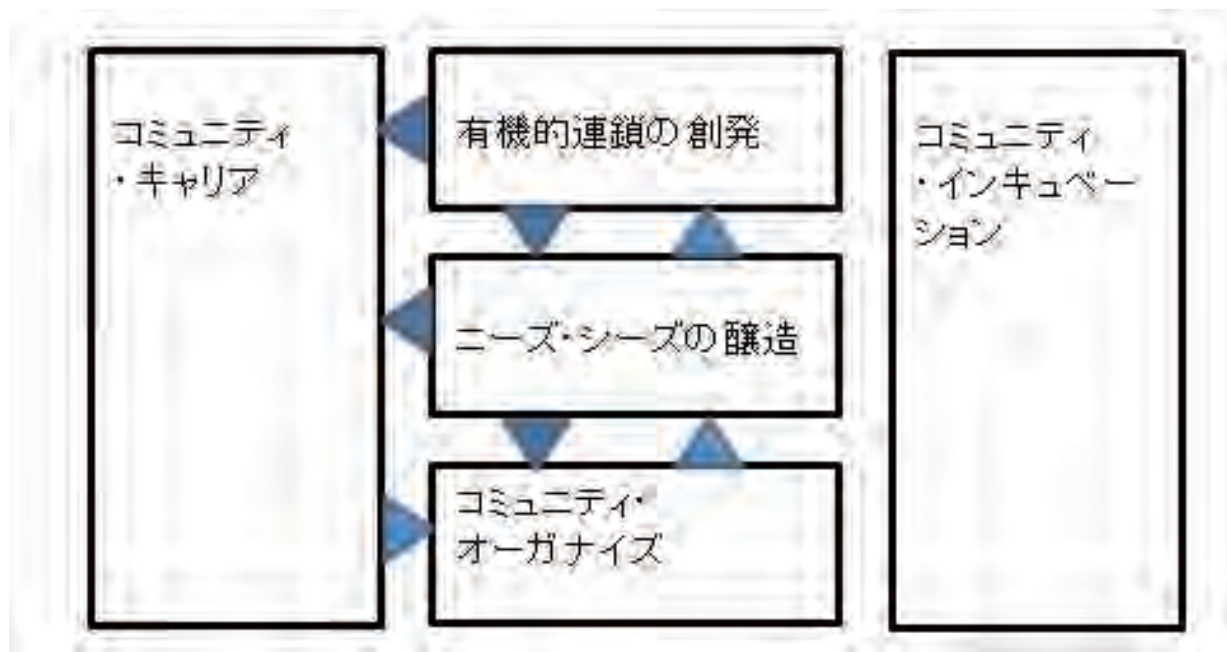 コミュニティ
・キャリア
有機的連鎖の創発
ニーズ・シーズの醸造
コミュニティ・
オーガナイズ
コミュニティ
・インキュベー
ション